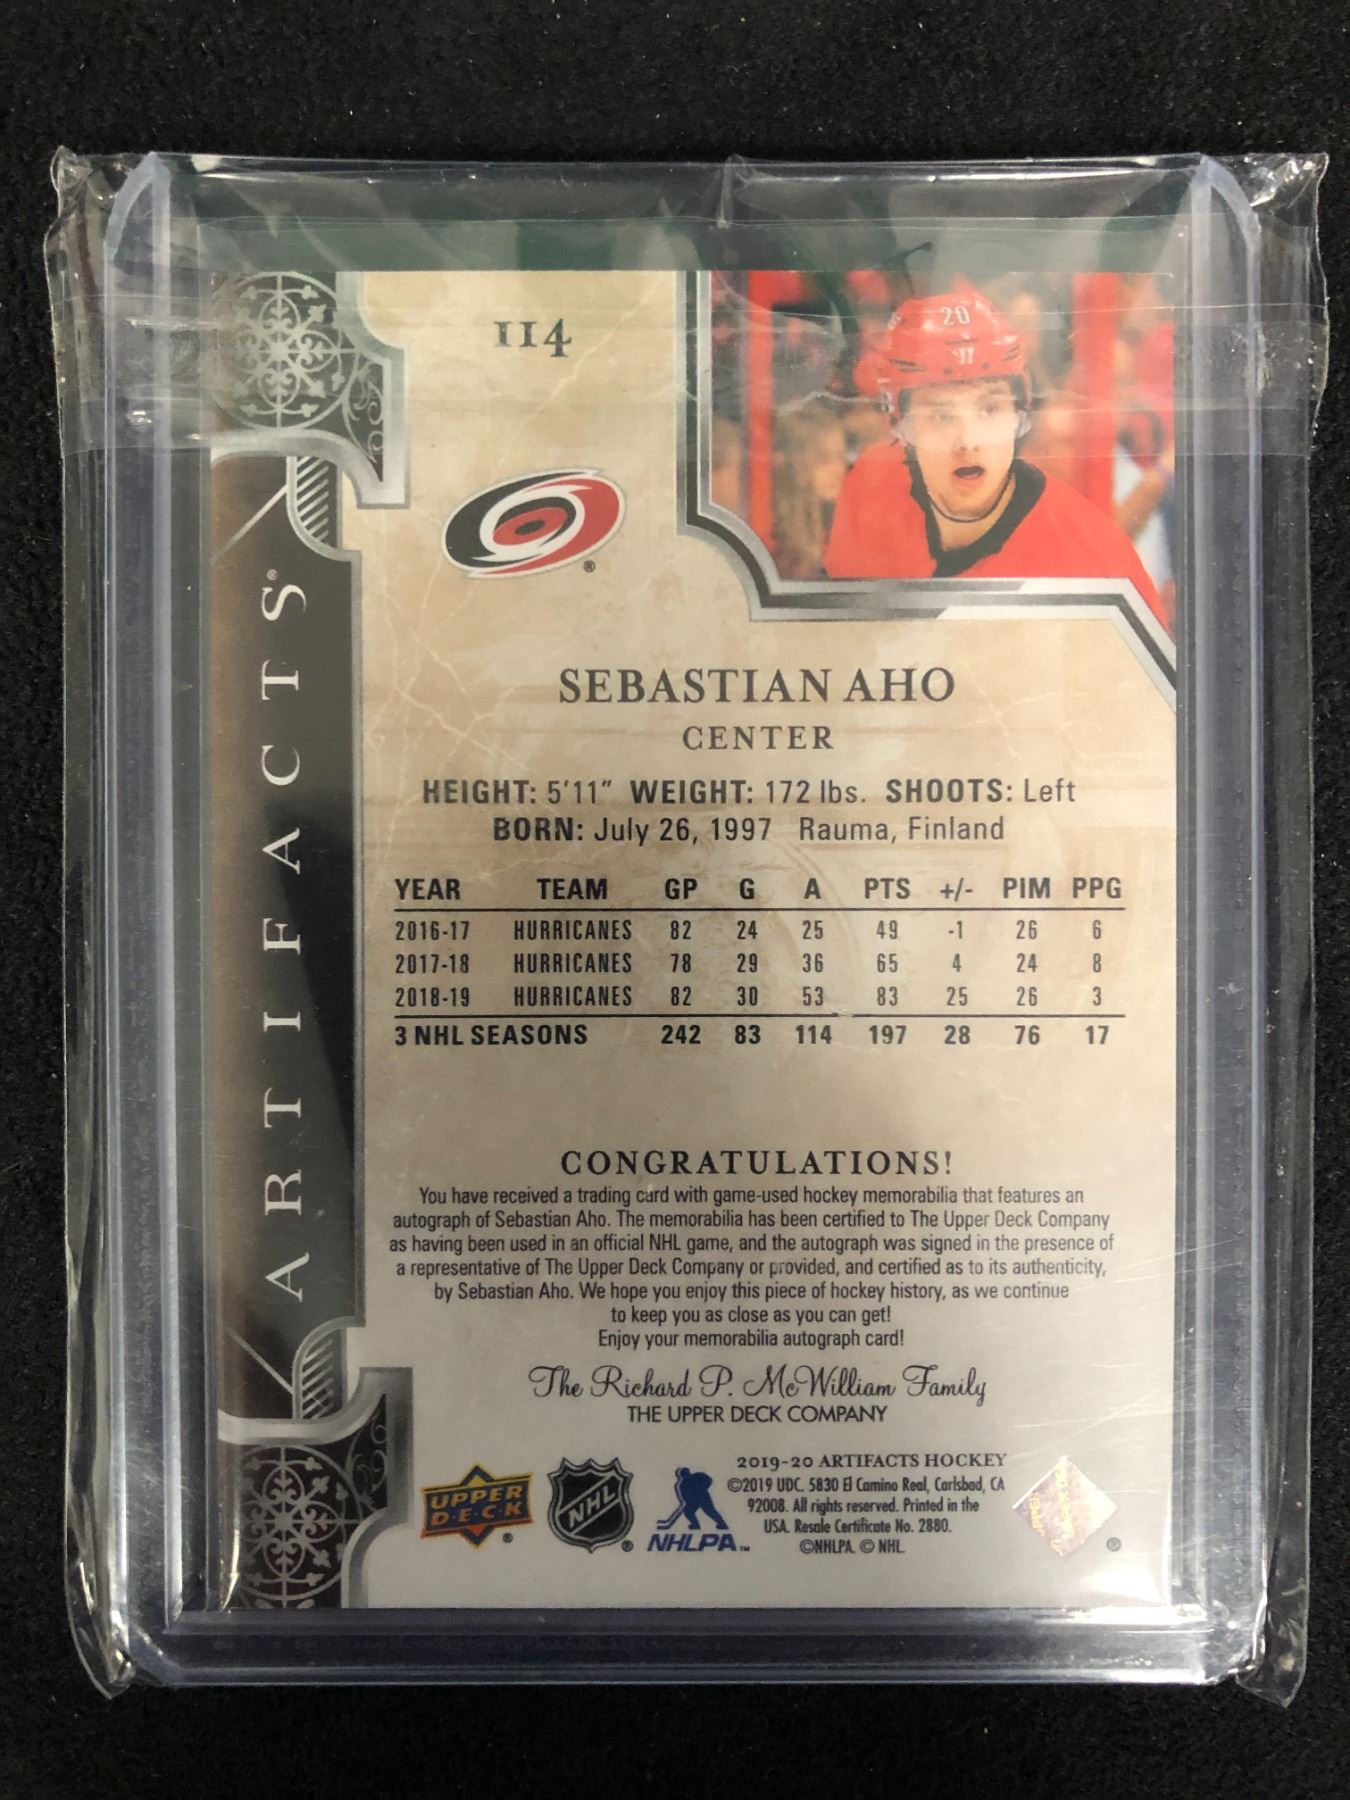 114
20
ARTIFACTS®
®
SEBASTIAN AHO
CENTER
HEIGHT: 5'11" WEIGHT: 172 lbs. SHOOTS: Left
BORN: July 26, 1997 Rauma, Finland
YEAR TEAM GP G A PTS +/- PIM PPG
2016-17 HURRICANES 82 24 25 49 -1 26 6
2017-18 HURRICANES 78 29 36 65 4 24 8
2018-19 HURRICANES 82 30 53 83 25 26 3
3 NHL SEASONS 242 83 114 197 28 76 17
CONGRATULATIONS!
You have received a trading card with game-used hockey memorabilia that features an
autograph of Sebastian Aho. The memorabilia has been certified to The Upper Deck Company
as having been used in an official NHL game, and the autograph was signed in the presence of
a representative of The Upper Deck Company or provided, and certified as to its authenticity,
by Sebastian Aho. We hope you enjoy this piece of hockey history, as we continue
to keep you as close as you can get!
Enjoy your memorabilia autograph card!
The Richard P. McWilliam Family
THE UPPER DECK COMPANY
2019-20 ARTIFACTS HOCKEY
©2019 UDC. 5830 El Camino Real, Carlsbad, CA
92008. All rights reserved. Printed in the
USA. Resale Certificate No. 2880.
©NHLPA. © NHL.
UPPER
D·E·C·K ®
NHL ®
NHLPA™
®